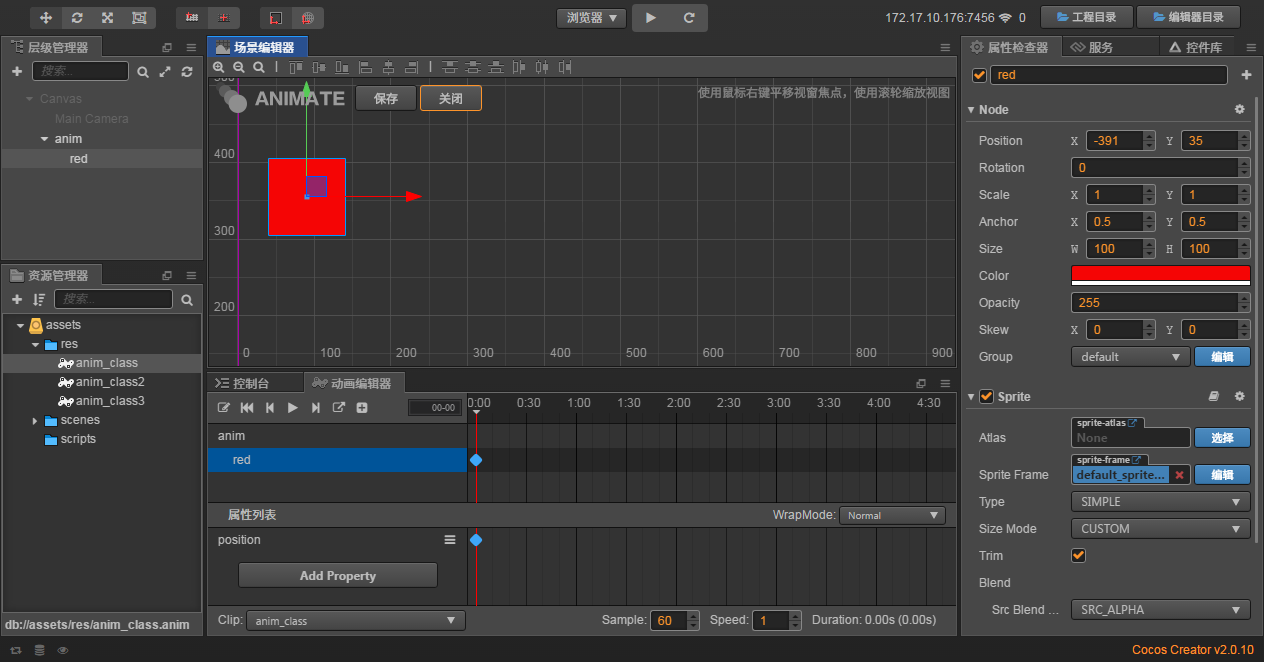 浏览器
172.17.10.176:7456 0
工程目录
编辑器目录
层级管理器
搜索...
Canvas
Main Camera
anim
red
资源管理器
搜索...
assets
res
anim_class
anim_class2
anim_class3
scenes
scripts
db://assets/res/anim_class.anim
场景编辑器
ANIMATE
保存
关闭
使用鼠标右键平移视窗焦点，使用滚轮缩放视图
500
400
300
200
0 100 200 300 400 500 600 700 800 900
控制台
动画编辑器
00-00
0:00 0:30 1:00 1:30 2:00 2:30 3:00 3:30 4:00 4:30
anim
red
属性列表
WrapMode: Normal
position
Add Property
Clip: anim_class
Sample: 60 Speed: 1 Duration: 0.00s (0.00s)
属性检查器
服务
控件库
red
Node
Position X -391 Y 35
Rotation 0
Scale X 1 Y 1
Anchor X 0.5 Y 0.5
Size W 100 H 100
Color
Opacity 255
Skew X 0 Y 0
Group default 编辑
Sprite
sprite-atlas
Atlas None 选择
sprite-frame
Sprite Frame default_sprite... 编辑
Type SIMPLE
Size Mode CUSTOM
Trim
Blend
Src Blend ... SRC_ALPHA
Cocos Creator v2.0.10